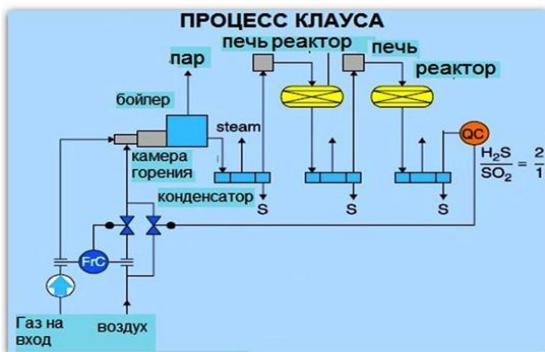 ПРОЦЕСС КЛАУСА
печь реактор печь
реактор
пар
бойлер
steam
камера
горения
конденсатор
S S S
QC
H₂S / SO₂ = 2 / 1
FrC
Газ на
вход
воздух